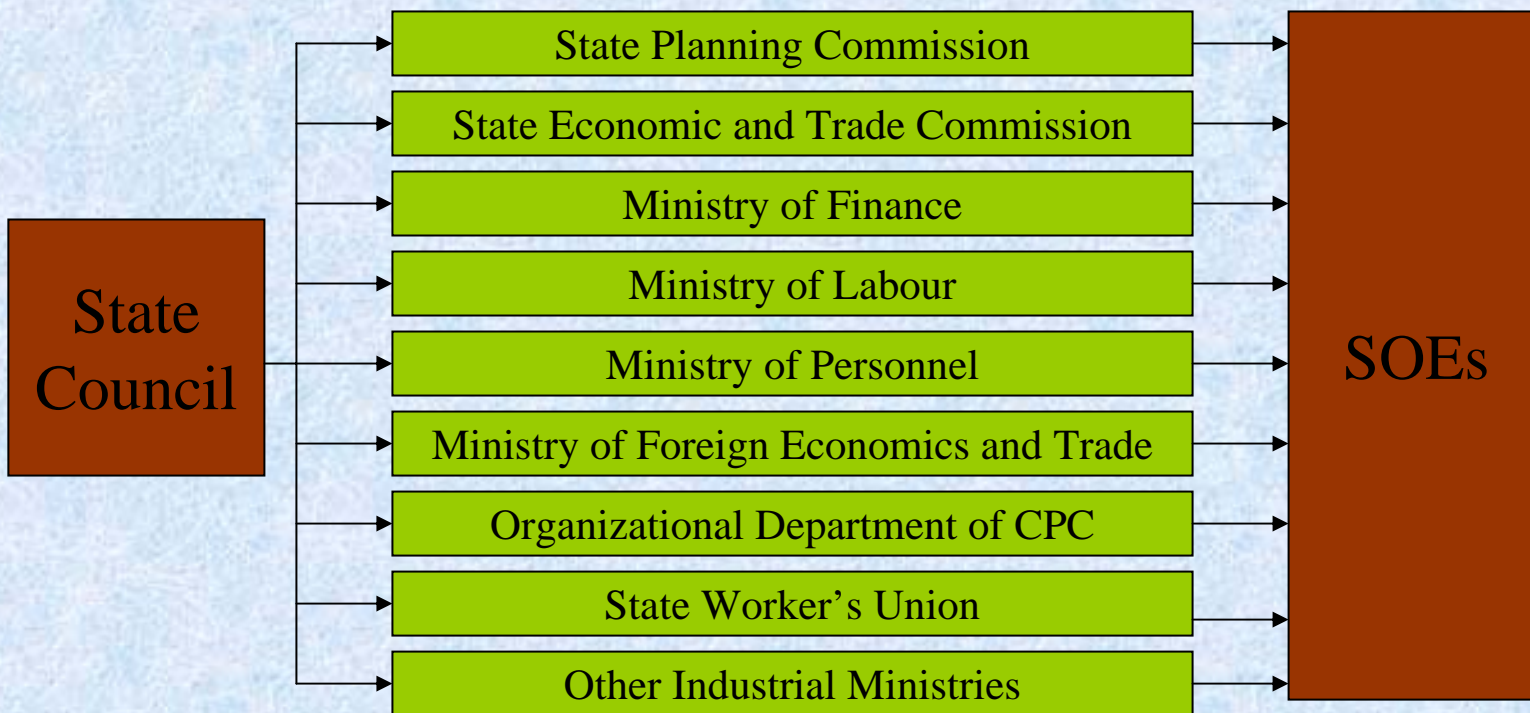 State
Council
State Planning Commission
State Economic and Trade Commission
Ministry of Finance
Ministry of Labour
Ministry of Personnel
Ministry of Foreign Economics and Trade
Organizational Department of CPC
State Worker’s Union
Other Industrial Ministries
SOEs